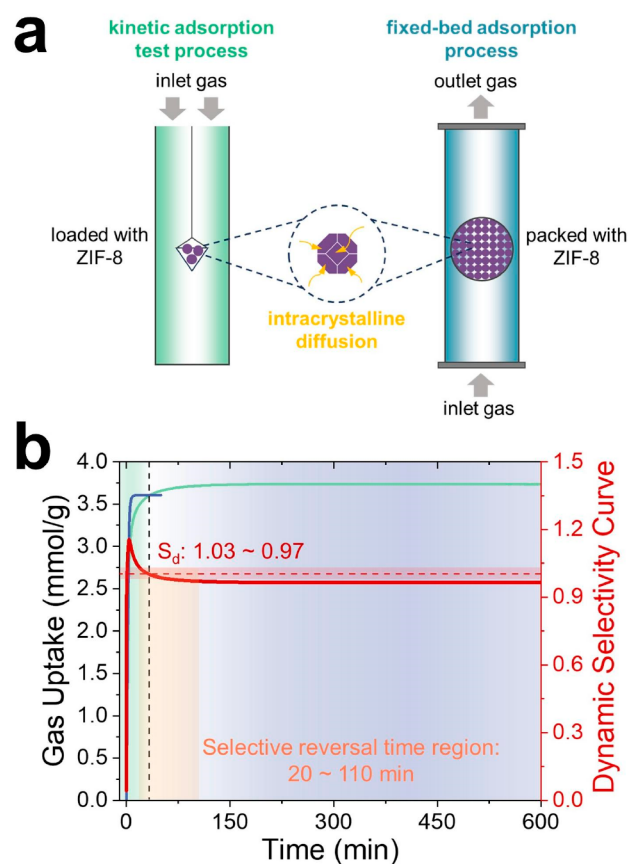 a
kinetic adsorption
test process
fixed-bed adsorption
process
inlet gas
outlet gas
loaded with
ZIF-8
packed with
ZIF-8
intracrystalline
diffusion
inlet gas
b
4.0
3.5
3.0
2.5
2.0
1.5
1.0
0.5
0.0
Gas Uptake (mmol/g)
S_d: 1.03 ~ 0.97
Selective reversal time region:
20 ~ 110 min
1.5
1.2
0.9
0.6
0.3
0.0
Dynamic Selectivity Curve
0 150 300 450 600
Time (min)